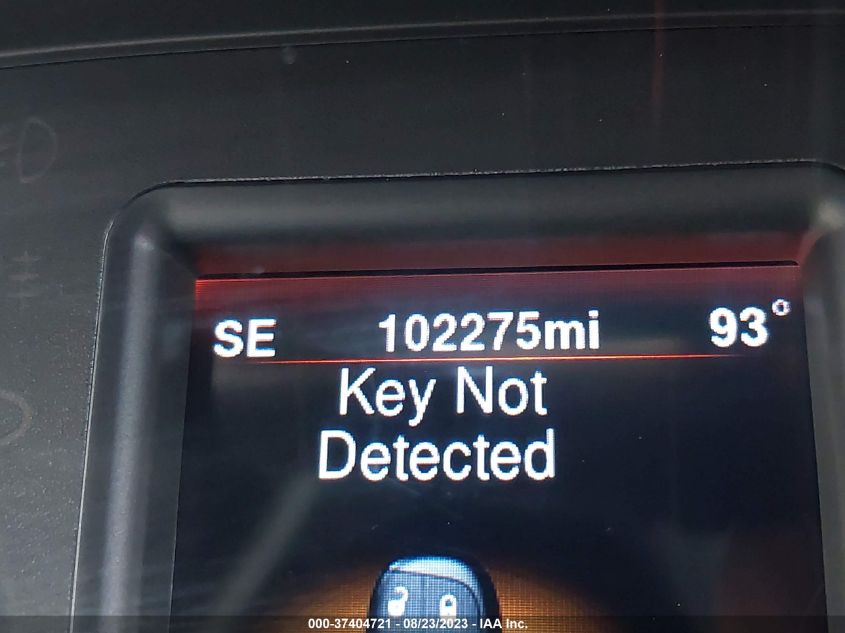 SE 102275mi 93°
Key Not
Detected
000-37404721 - 08/23/2023 - IAA Inc.